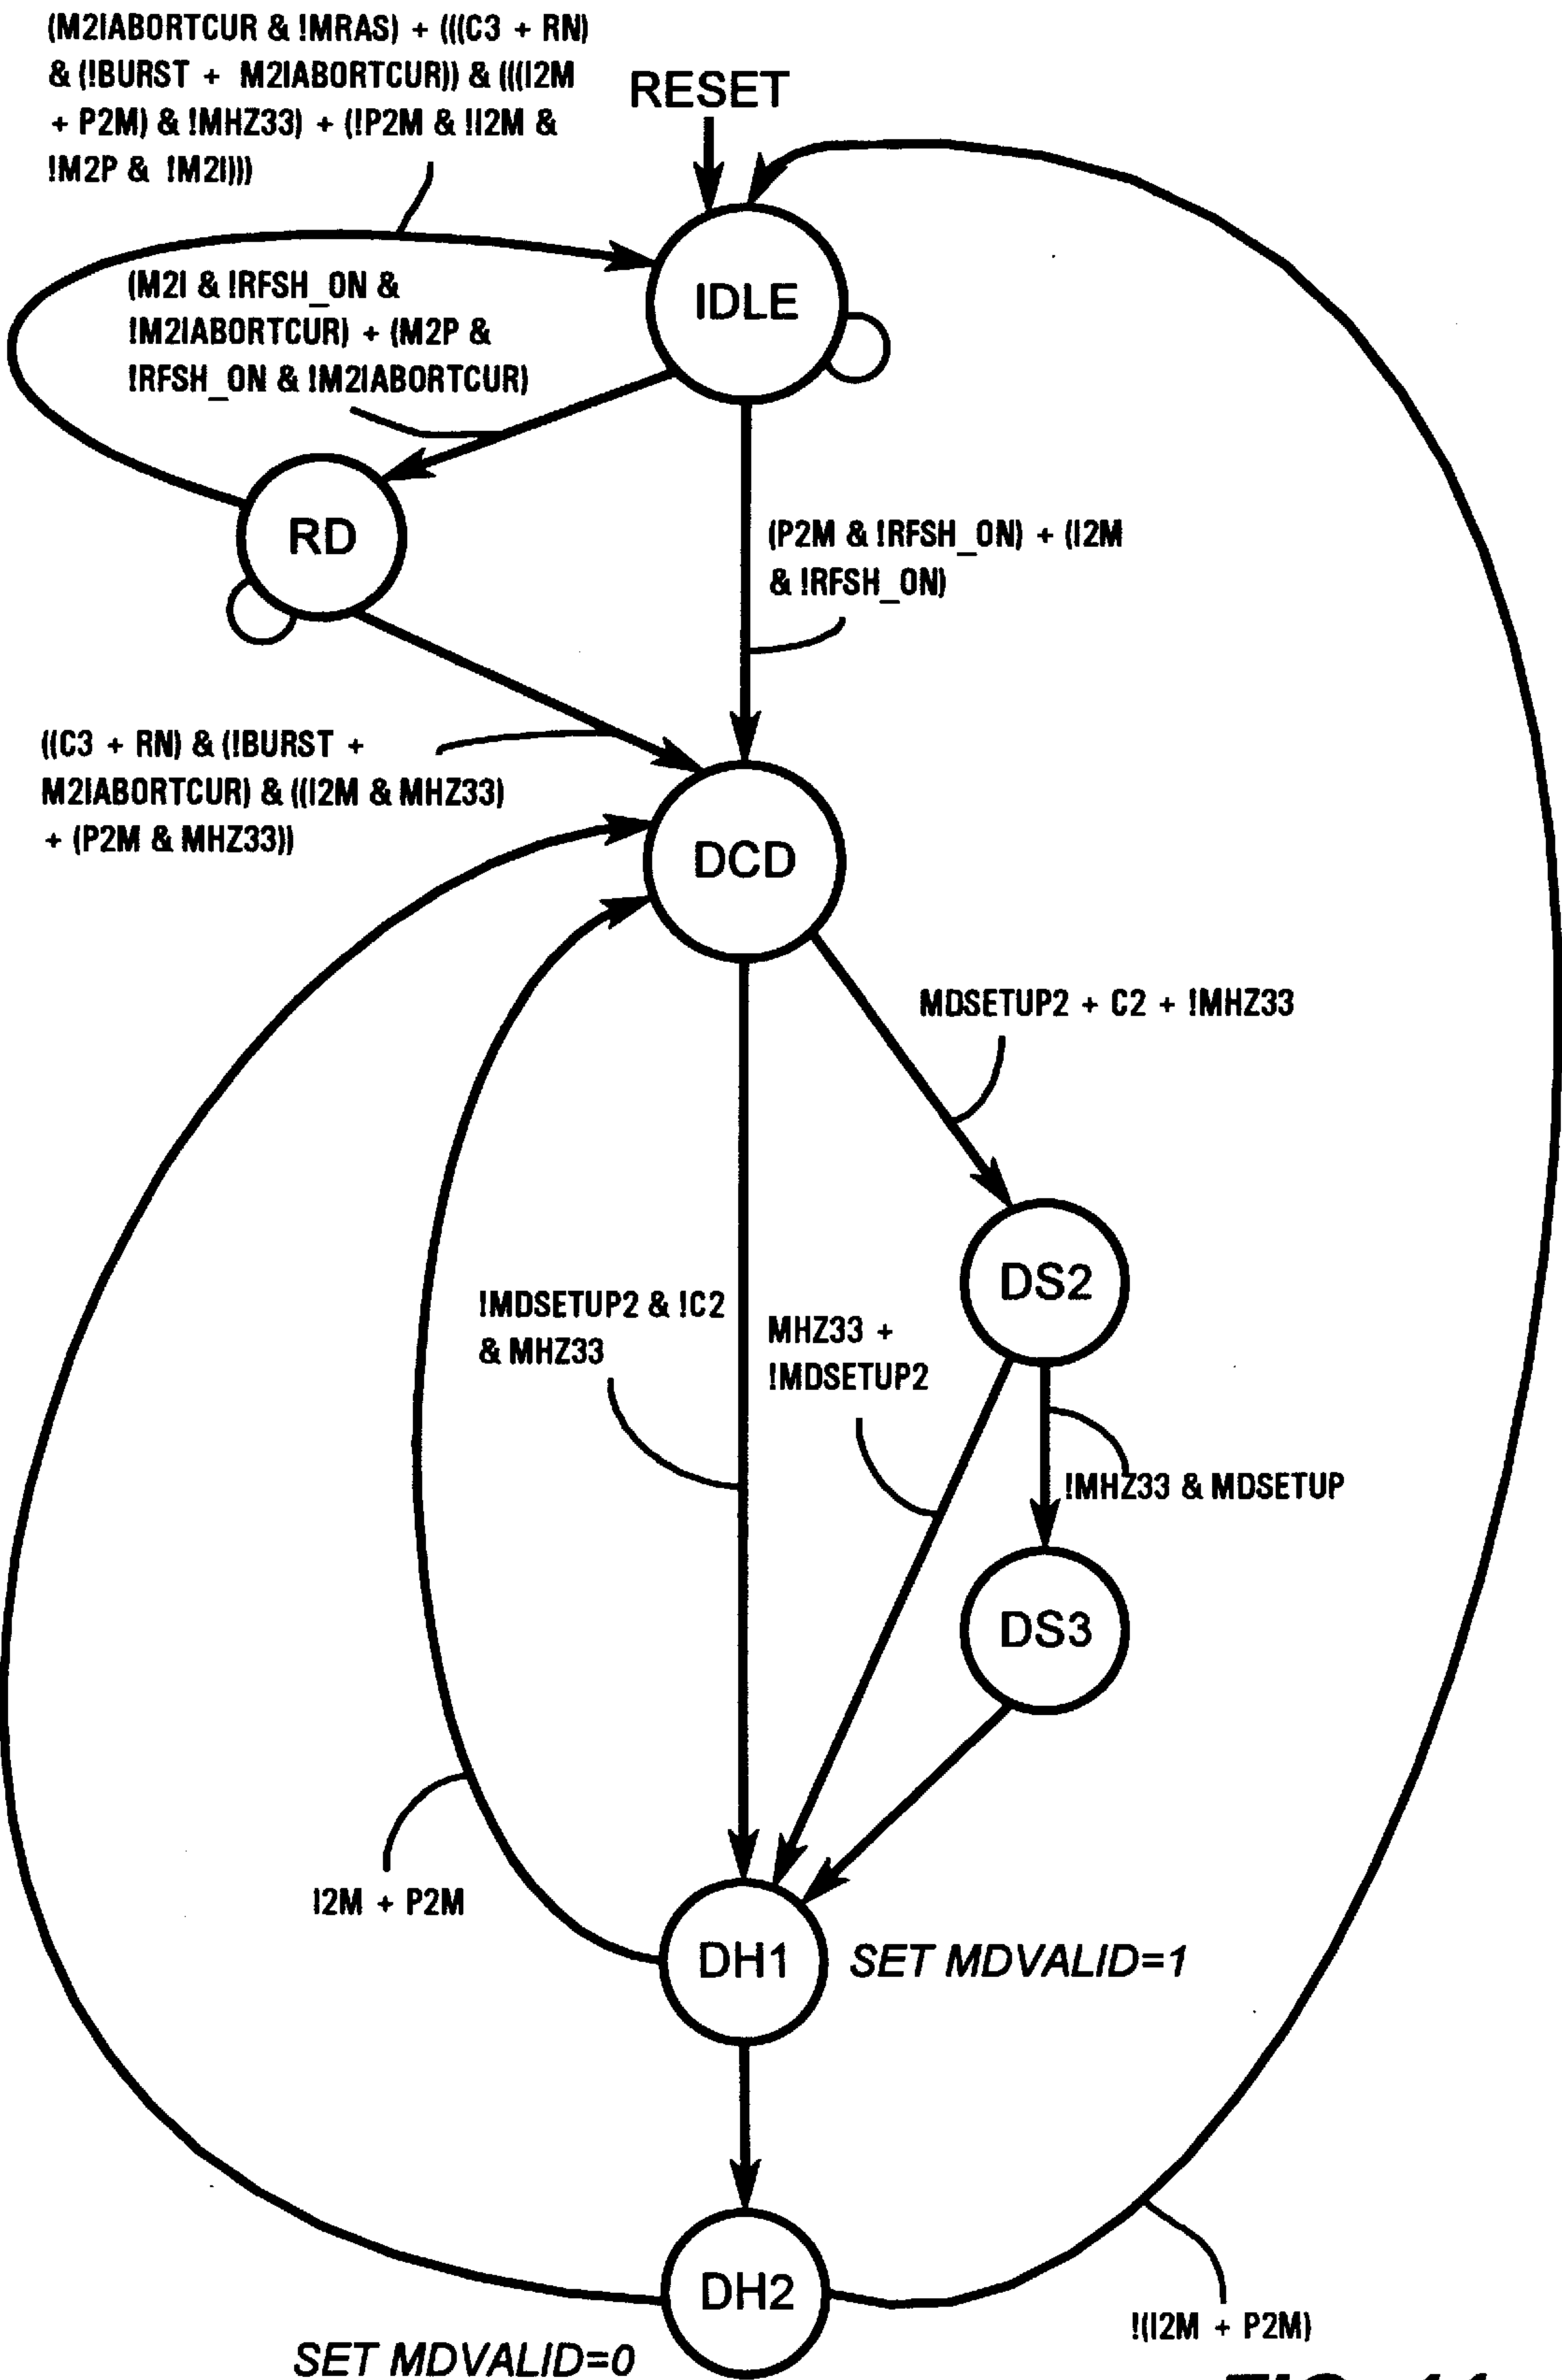 (M2IABORTCUR & !MRAS) + (((C3 + RN)
& (!BURST + M2IABORTCUR)) & (((I2M
+ P2M) & !MHZ33) + (!P2M & !I2M &
!M2P & !M2I)))
RESET
IDLE
(M2I & !RFSH_ON &
!M2IABORTCUR) + (M2P &
!RFSH_ON & !M2IABORTCUR)
RD
(P2M & !RFSH_ON) + (I2M
& !RFSH_ON)
((C3 + RN) & (!BURST +
M2IABORTCUR) & ((I2M & MHZ33)
+ (P2M & MHZ33))
DCD
MDSETUP2 + C2 + !MHZ33
DS2
!MDSETUP2 & !C2
& MHZ33
MHZ33 +
!MDSETUP2
!MHZ33 & MDSETUP
DS3
I2M + P2M
DH1
SET MDVALID=1
DH2
!(I2M + P2M)
SET MDVALID=0